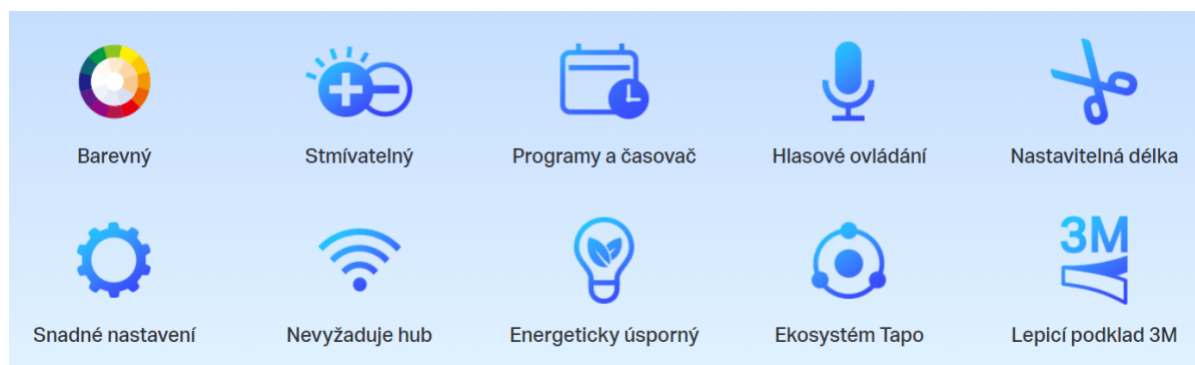 Barevný
Stmívatelný
Programy a časovač
Hlasové ovládání
Nastavitelná délka
3M
Snadné nastavení
Nevyžaduje hub
Energeticky úsporný
Ekosystém Tapo
Lepicí podklad 3M